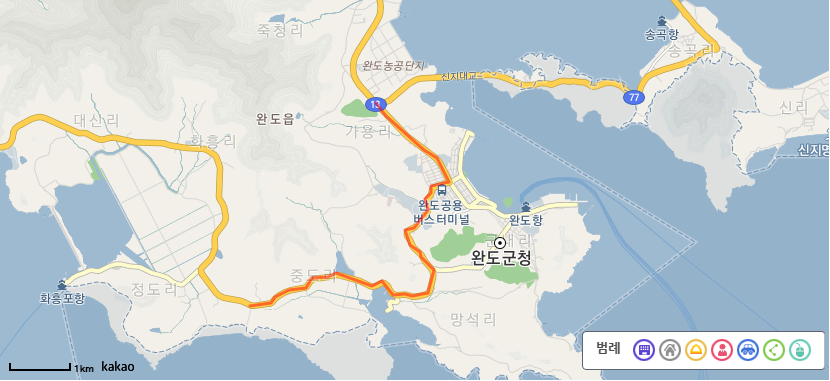 죽청리
송곡항
송곡리
완도농공단지
신지대교
77
13
신리
대신리
완도읍
가용리
화흥리
신지면
완도공용
버스터미널
완도항
완도군청
중도리
정도리
화흥포항
망석리
범례
1km kakao